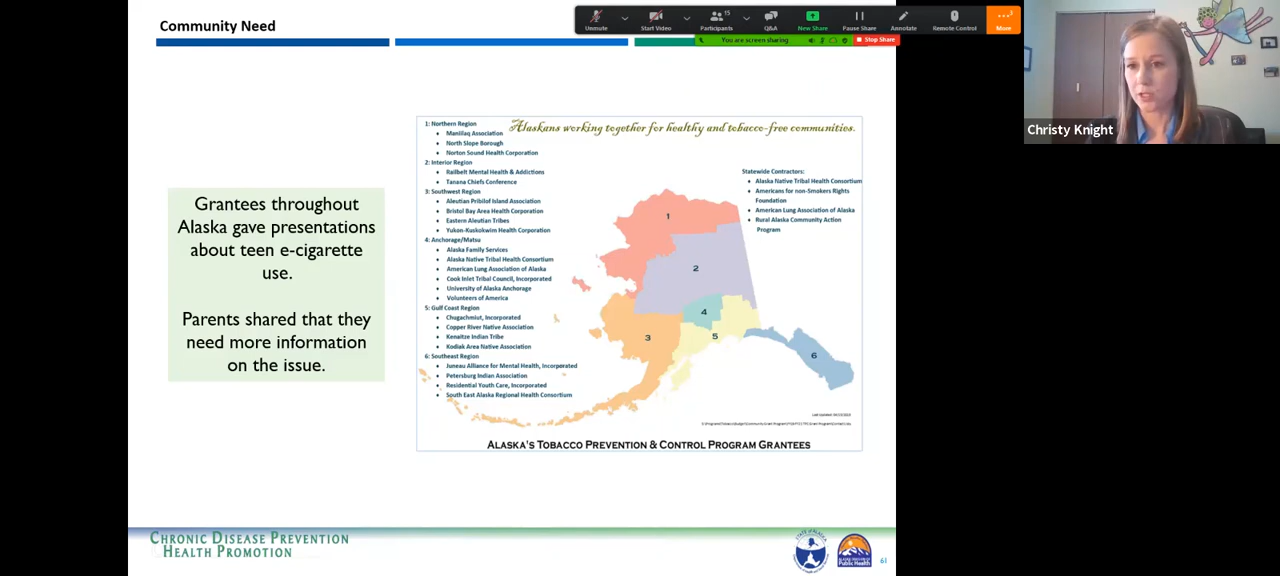 Community Need
Unmute
Start Video
15
Participants
Q&A
New Share
Pause Share
Annotate
Remote Control
More
You are screen sharing
Stop Share
Christy Knight
Grantees throughout
Alaska gave presentations
about teen e-cigarette
use.
Parents shared that they
need more information
on the issue.
Alaskans working together for healthy and tobacco-free communities.
1: Northern Region
Maniilaq Association
North Slope Borough
Norton Sound Health Corporation
2: Interior Region
Railbelt Mental Health & Addictions
Tanana Chiefs Conference
3: Southwest Region
Aleutian Pribilof Island Association
Bristol Bay Area Health Corporation
Eastern Aleutian Tribes
Yukon-Kuskokwim Health Corporation
4: Anchorage/Matsu
Alaska Family Services
Alaska Native Tribal Health Consortium
American Lung Association of Alaska
Cook Inlet Tribal Council, Incorporated
University of Alaska Anchorage
Volunteers of America
5: Gulf Coast Region
Chugachmiut, Incorporated
Copper River Native Association
Kenaitze Indian Tribe
Kodiak Area Native Association
6: Southeast Region
Juneau Alliance for Mental Health, Incorporated
Petersburg Indian Association
Residential Youth Care, Incorporated
South East Alaska Regional Health Consortium
Statewide Contractors:
Alaska Native Tribal Health Consortium
Americans for non-Smokers Rights
Foundation
American Lung Association of Alaska
Rural Alaska Community Action
Program
1
2
3
4
5
6
ALASKA'S TOBACCO PREVENTION & CONTROL PROGRAM GRANTEES
CHRONIC DISEASE PREVENTION
HEALTH PROMOTION
Public Health